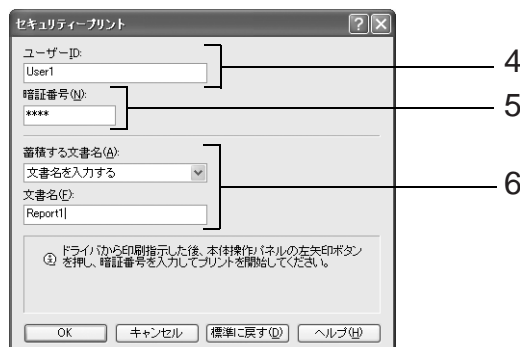 セキュリティープリント
ユーザーID:
User1
4
暗証番号(N):
****
5
蓄積する文書名(A):
文書名を入力する
6
文書名(F):
Report1
ドライバから印刷指示した後、本体操作パネルの左矢印ボタン
を押し、暗証番号を入力してプリントを開始してください。
OK キャンセル 標準に戻す(D) ヘルプ(H)